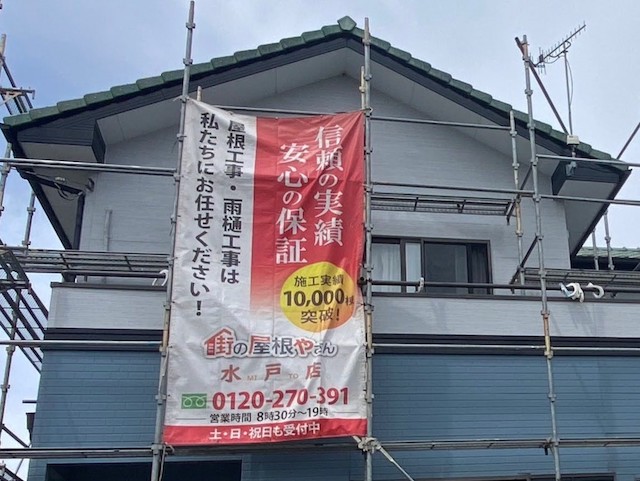 信頼の実績
安心の保証
屋根工事・雨樋工事は
私たちにお任せください!
施工実績
10,000棟
突破!
街の屋根やさん
水戸店
MITO
0120-270-391
営業時間 8時30分〜19時
土・日・祝日も受付中